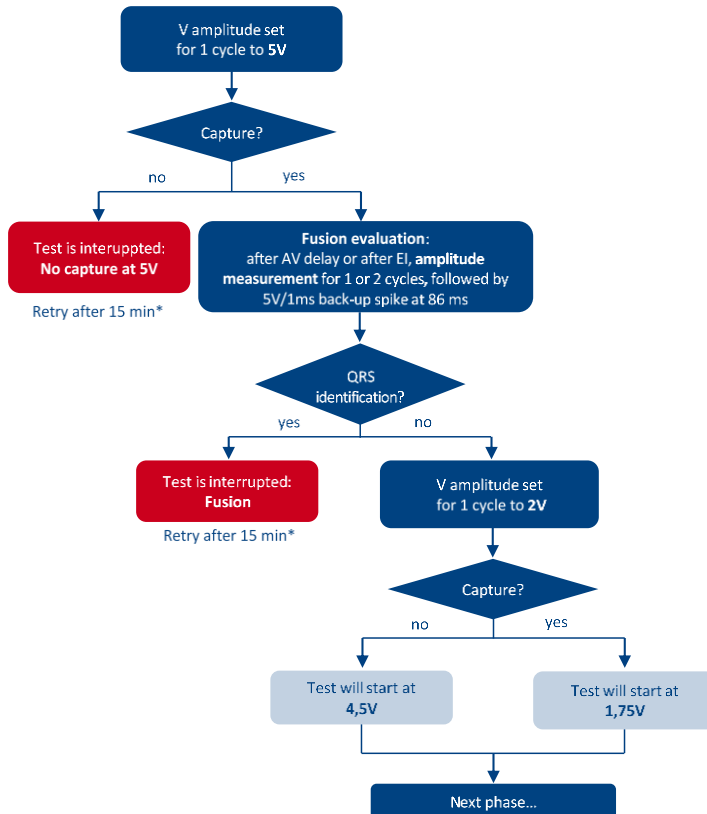 V amplitude set
for 1 cycle to 5V
Capture?
no
yes
Test is interuppted:
No capture at 5V
Retry after 15 min*
Fusion evaluation:
after AV delay or after EI, amplitude
measurement for 1 or 2 cycles, followed by
5V/1ms back-up spike at 86 ms
QRS
identification?
yes
no
Test is interrupted:
Fusion
Retry after 15 min*
V amplitude set
for 1 cycle to 2V
Capture?
no
yes
Test will start at
4,5V
Test will start at
1,75V
Next phase...